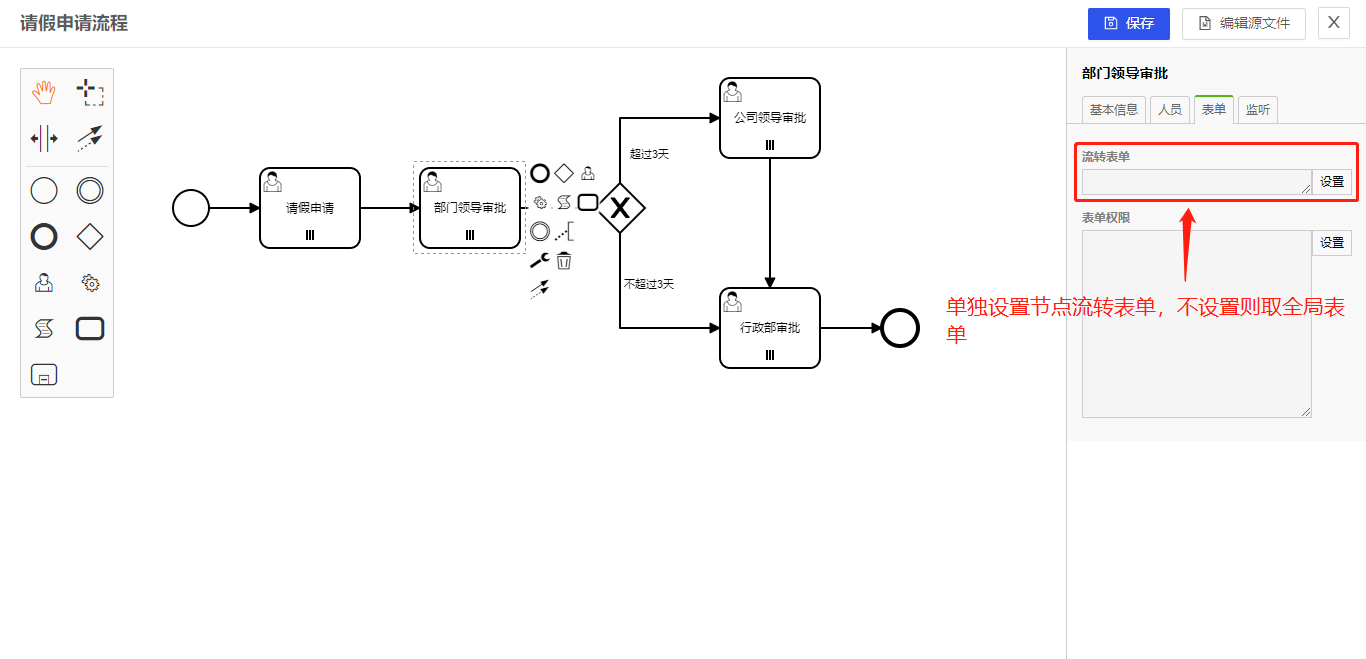 请假申请流程
保存
编辑源文件
X
部门领导审批
基本信息
人员
表单
监听
流转表单
设置
表单权限
设置
公司领导审批
超过3天
请假申请
部门领导审批
不超过3天
行政部审批
单独设置节点流转表单，不设置则取全局表
单